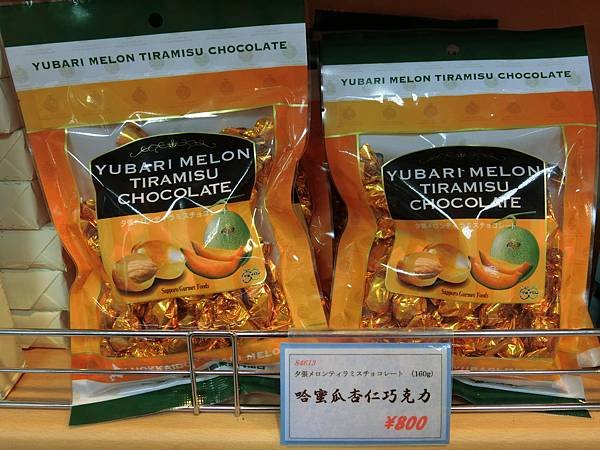 YUBARI MELON TIRAMISU CHOCOLATE
YUBARI MELON
TIRAMISU
CHOCOLATE
夕張メロンティラミスチョコレート
Sapporo Gurmet Foods
YUBARI MELON TIRAMISU CHOCOLATE
YUBARI MELON
TIRAMISU
CHOCOLATE
夕張メロンティラミスチョコレート
Sapporo Gurmet Foods
84613
夕張メロンティラミスチョコレート (160g)
哈蜜瓜杏仁巧克力
¥800